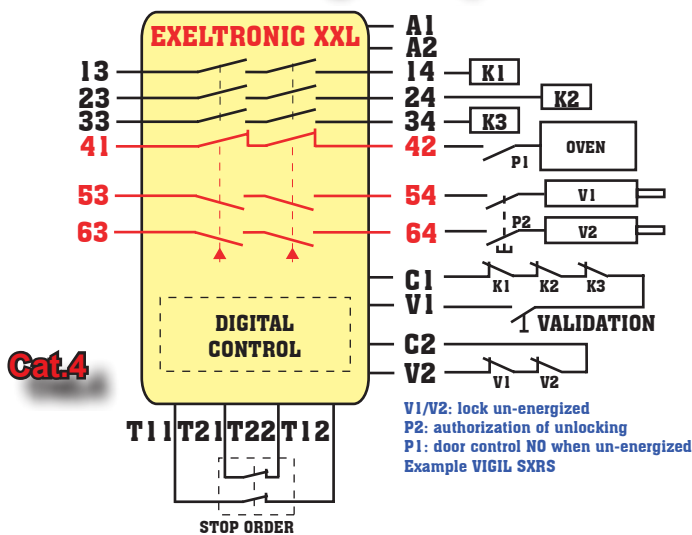 EXELTRONIC XXL
A1
A2
13 14 K1
23 24 K2
33 34 K3
41 42 P1 OVEN
53 54 V1
P2
63 64 V2
C1 K1 K2 K3
V1 VALIDATION
DIGITAL
CONTROL
C2
V2 V1 V2
Cat.4
T11 T21 T22 T12
STOP ORDER
V1/V2: lock un-energized
P2: authorization of unlocking
P1: door control NO when un-energized
Example VIGIL SXRS